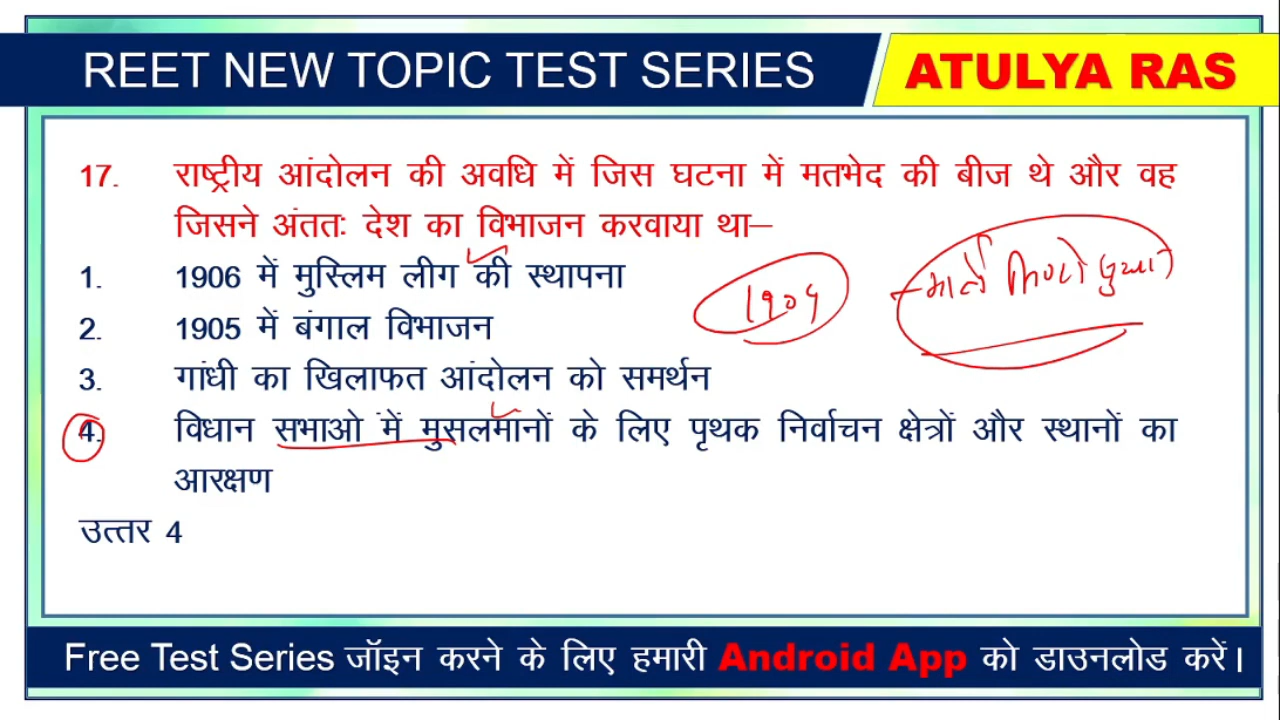 REET NEW TOPIC TEST SERIES
ATULYA RAS
17. राष्ट्रीय आंदोलन की अवधि में जिस घटना में मतभेद की बीज थे और वह
जिसने अंततः देश का विभाजन करवाया था–
1. 1906 में मुस्लिम लीग की स्थापना
2. 1905 में बंगाल विभाजन
3. गांधी का खिलाफत आंदोलन को समर्थन
4. विधान सभाओ में मुसलमानों के लिए पृथक निर्वाचन क्षेत्रों और स्थानों का
आरक्षण
उत्तर 4
Free Test Series जॉइन करने के लिए हमारी Android App को डाउनलोड करें।